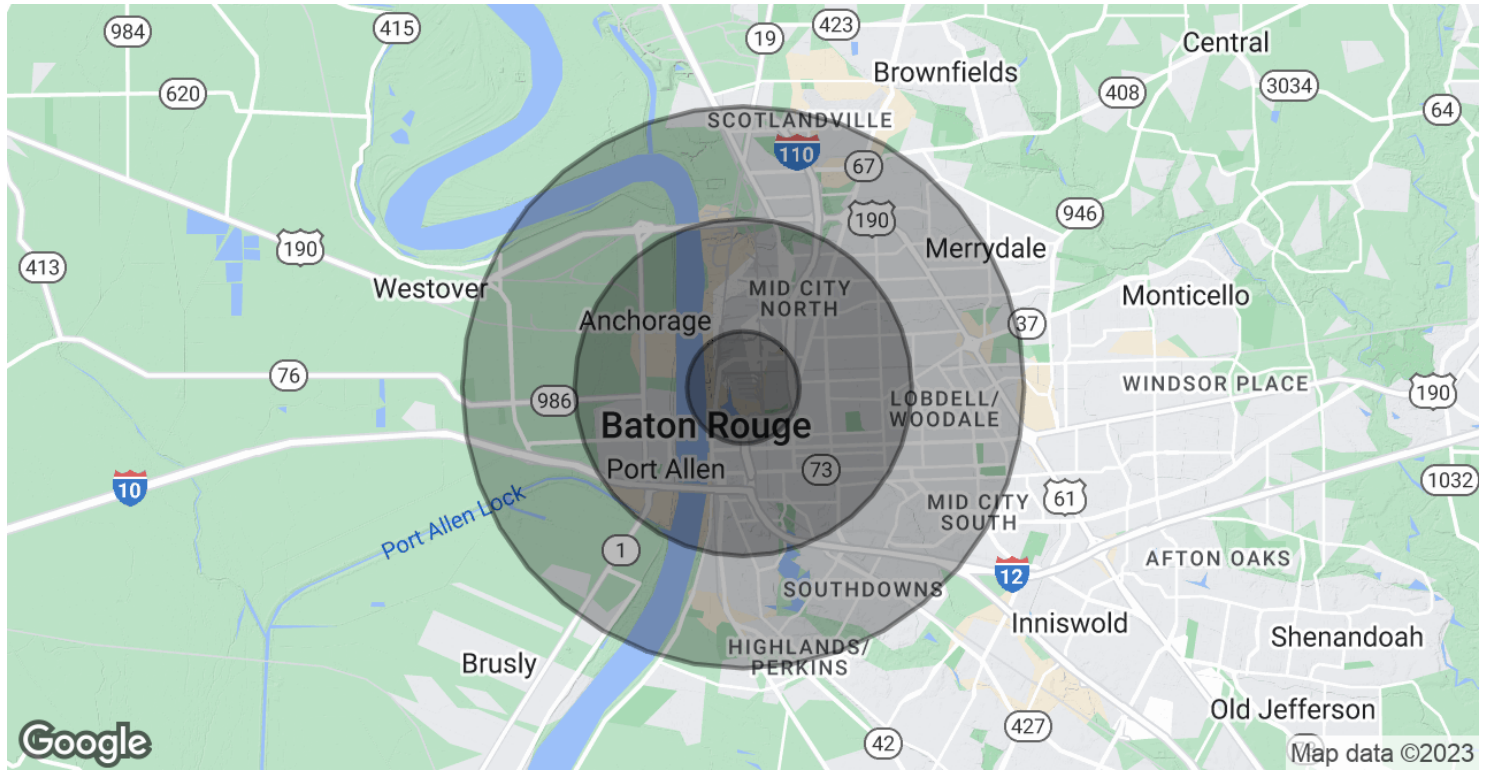 984
415
19
423
Central
Brownfields
620
408
3034
64
SCOTLANDVILLE
110
67
190
946
Merrydale
190
413
Westover
MID CITY
NORTH
Monticello
Anchorage
37
76
986
WINDSOR PLACE
190
LOBDELL/
WOODALE
Baton Rouge
Port Allen
73
10
1032
61
MID CITY
SOUTH
Port Allen Lock
1
AFTON OAKS
12
SOUTHDOWNS
Inniswold
Shenandoah
HIGHLANDS/
PERKINS
Brusly
Old Jefferson
427
42
Google
Map data ©2023